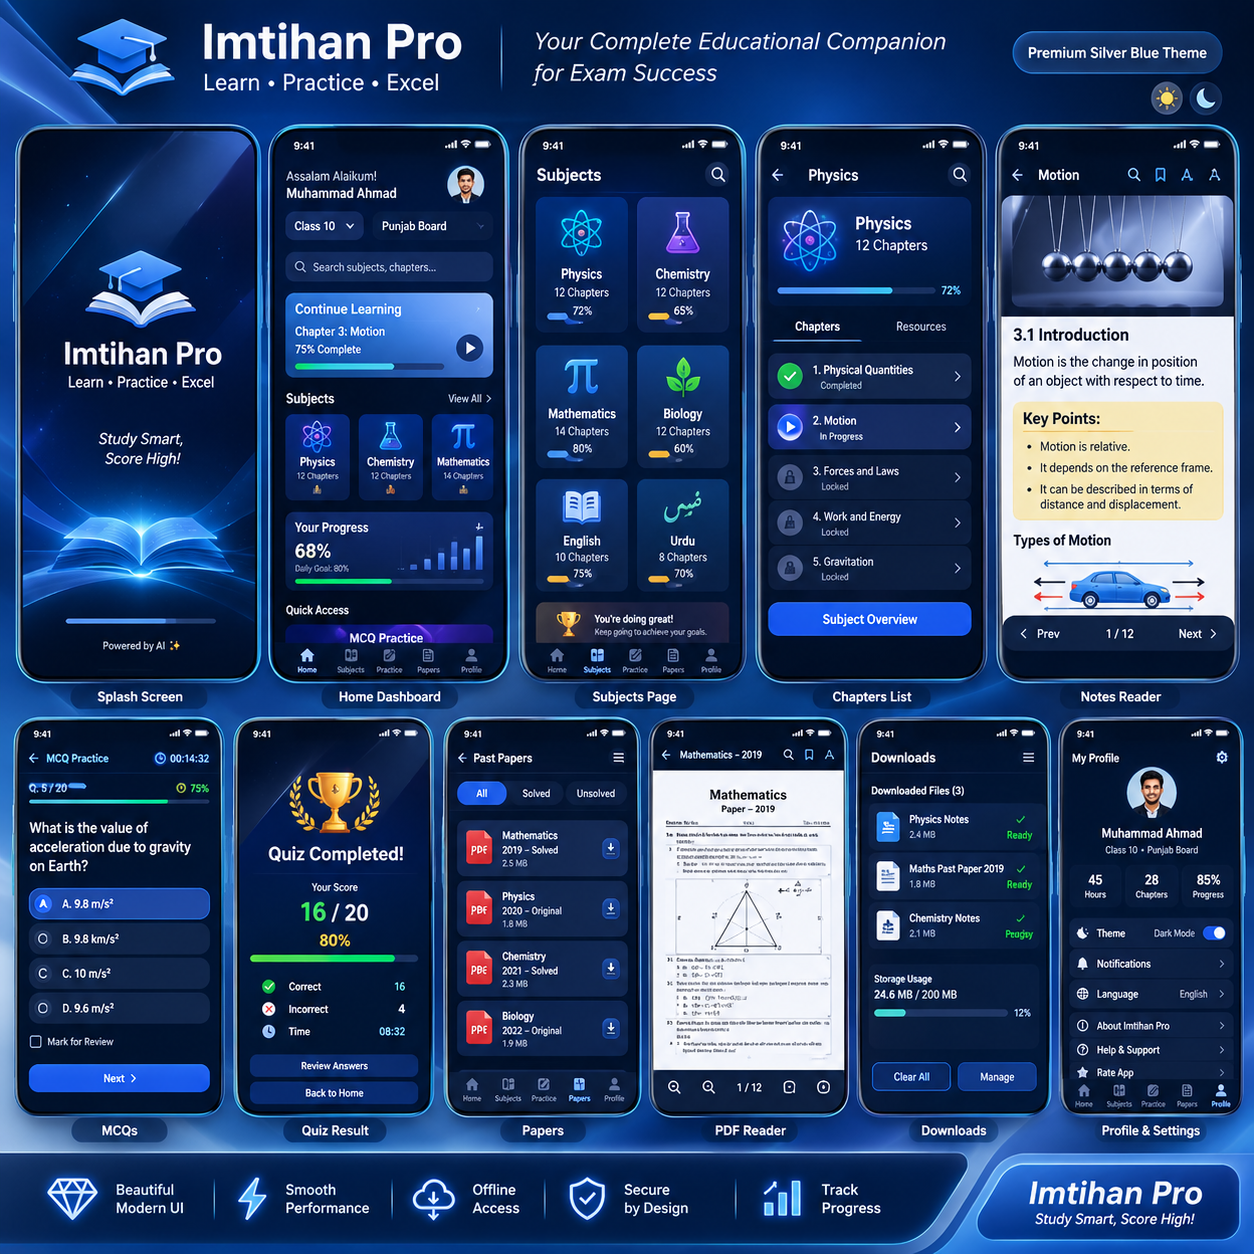 Imtihan Pro
Learn • Practice • Excel
Your Complete Educational Companion
for Exam Success
Premium Silver Blue Theme
Imtihan Pro
Learn • Practice • Excel
Study Smart,
Score High!
Powered by AI
Splash Screen
9:41
Assalam Alaikum!
Muhammad Ahmad
Class 10
Punjab Board
Search subjects, chapters...
Continue Learning
Chapter 3: Motion
75% Complete
Subjects
View All
Physics
12 Chapters
Chemistry
12 Chapters
Mathematics
14 Chapters
Your Progress
68%
Daily Goal: 80%
Quick Access
MCQ Practice
Home
Subjects
Practice
Papers
Profile
Home Dashboard
9:41
Subjects
Physics
12 Chapters
72%
Chemistry
12 Chapters
65%
Mathematics
14 Chapters
80%
Biology
12 Chapters
60%
English
10 Chapters
75%
Urdu
8 Chapters
70%
You're doing great!
Keep going to achieve your goals.
Home
Subjects
Practice
Papers
Profile
Subjects Page
9:41
Physics
Physics
12 Chapters
72%
Chapters
Resources
1. Physical Quantities
Completed
2. Motion
In Progress
3. Forces and Laws
Locked
4. Work and Energy
Locked
5. Gravitation
Locked
Subject Overview
Chapters List
9:41
Motion
3.1 Introduction
Motion is the change in position
of an object with respect to time.
Key Points:
• Motion is relative.
• It depends on the reference frame.
• It can be described in terms of
distance and displacement.
Types of Motion
Prev
1 / 12
Next
Notes Reader
9:41
MCQ Practice
00:14:32
Q. 5 / 20
75%
What is the value of
acceleration due to gravity
on Earth?
A. 9.8 m/s²
B. 9.8 km/s²
C. 10 m/s²
D. 9.6 m/s²
Mark for Review
Next
MCQs
9:41
Quiz Completed!
Your Score
16 / 20
80%
Correct 16
Incorrect 4
Time 08:32
Review Answers
Back to Home
Quiz Result
9:41
Past Papers
All
Solved
Unsolved
PDF
Mathematics
2019 – Solved
2.5 MB
PDF
Physics
2020 – Original
1.8 MB
Chemistry
2021 – Solved
2.3 MB
Biology
2022 – Original
1.9 MB
Home
Subjects
Practice
Papers
Profile
Papers
9:41
Mathematics – 2019
Mathematics
Paper – 2019
1 / 12
PDF Reader
9:41
Downloads
Downloaded Files (3)
Physics Notes
2.4 MB
Ready
Maths Past Paper 2019
1.8 MB
Ready
Chemistry Notes
2.1 MB
Storage Usage
24.6 MB / 200 MB
12%
Clear All
Manage
Downloads
9:41
My Profile
Muhammad Ahmad
Class 10 • Punjab Board
45
Hours
28
Chapters
85%
Progress
Theme
Dark Mode
Notifications
Language
English
About Imtihan Pro
Help & Support
Rate App
Home
Subjects
Practice
Papers
Profile
Profile & Settings
Beautiful
Modern UI
Smooth
Performance
Offline
Access
Secure
by Design
Track
Progress
Imtihan Pro
Study Smart, Score High!